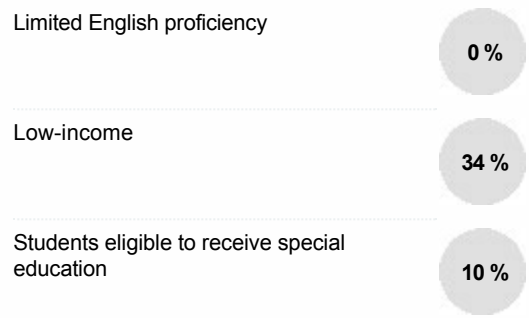 Limited English proficiency
0 %
Low-income
34 %
Students eligible to receive special
education
10 %